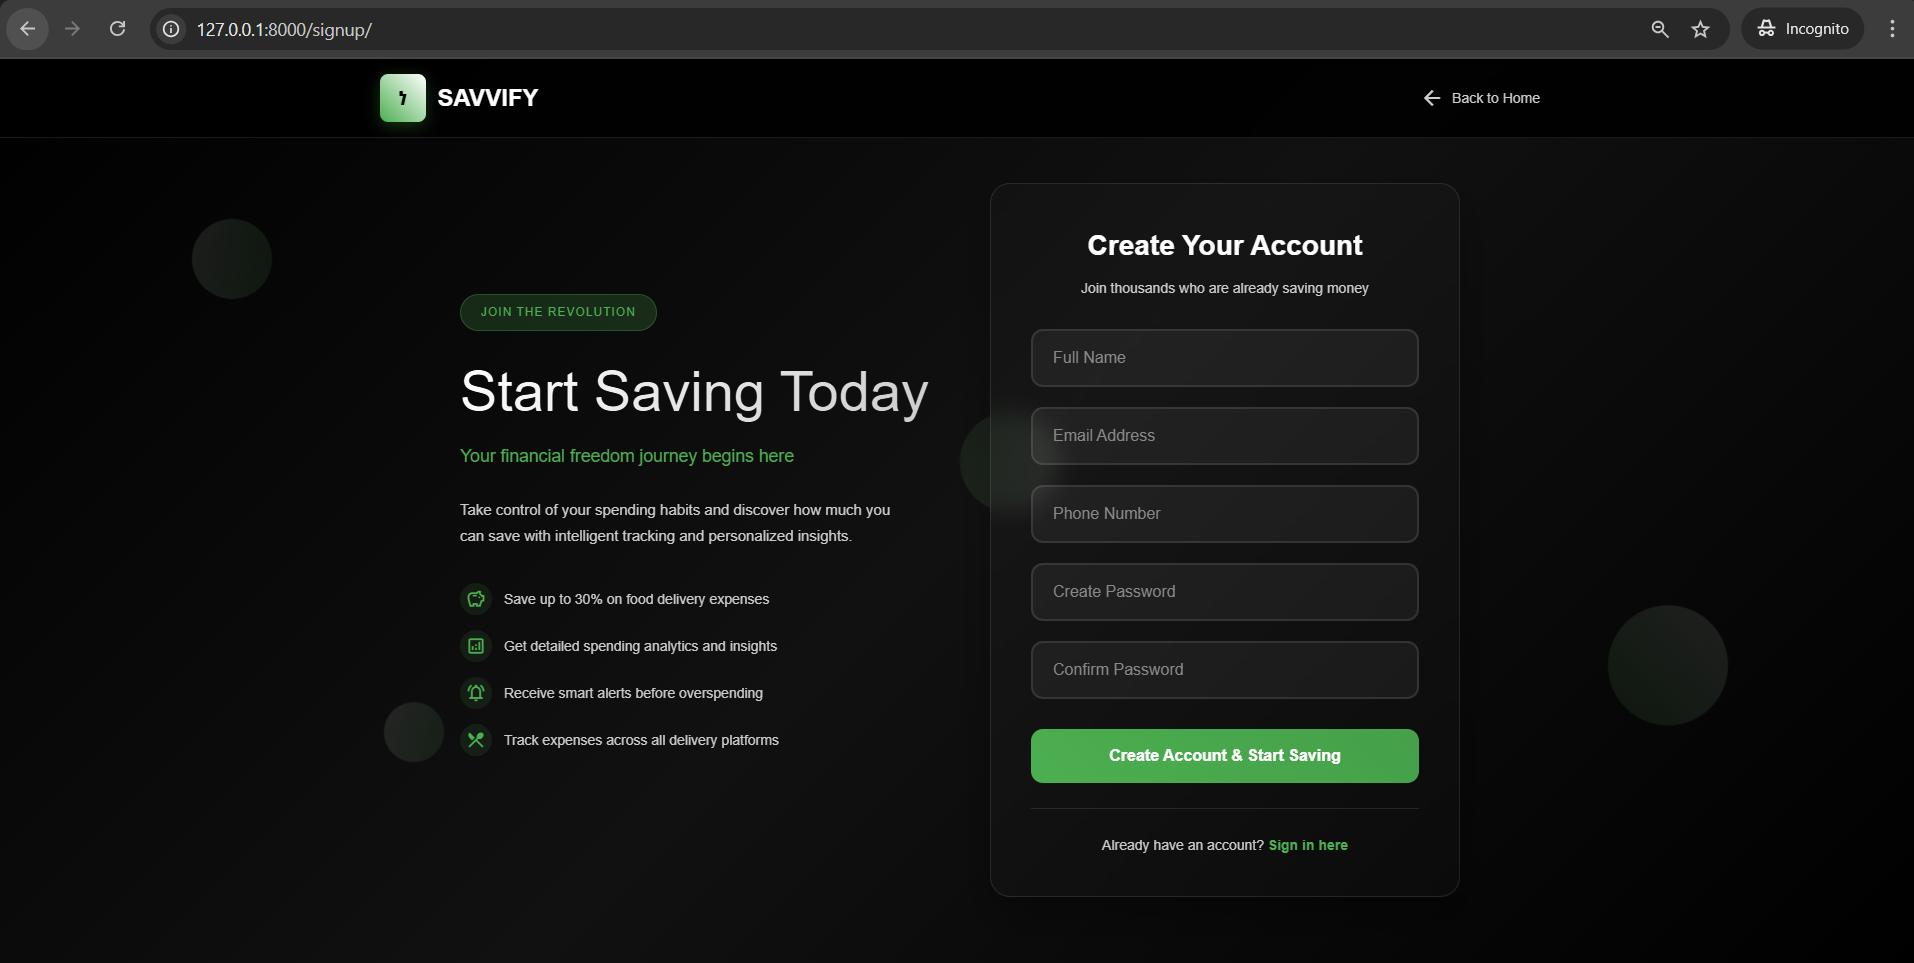 127.0.0.1:8000/signup/
Incognito
SAVVIFY
Back to Home
JOIN THE REVOLUTION
Start Saving Today
Your financial freedom journey begins here
Take control of your spending habits and discover how much you
can save with intelligent tracking and personalized insights.
Save up to 30% on food delivery expenses
Get detailed spending analytics and insights
Receive smart alerts before overspending
Track expenses across all delivery platforms
Create Your Account
Join thousands who are already saving money
Full Name
Email Address
Phone Number
Create Password
Confirm Password
Create Account & Start Saving
Already have an account? Sign in here